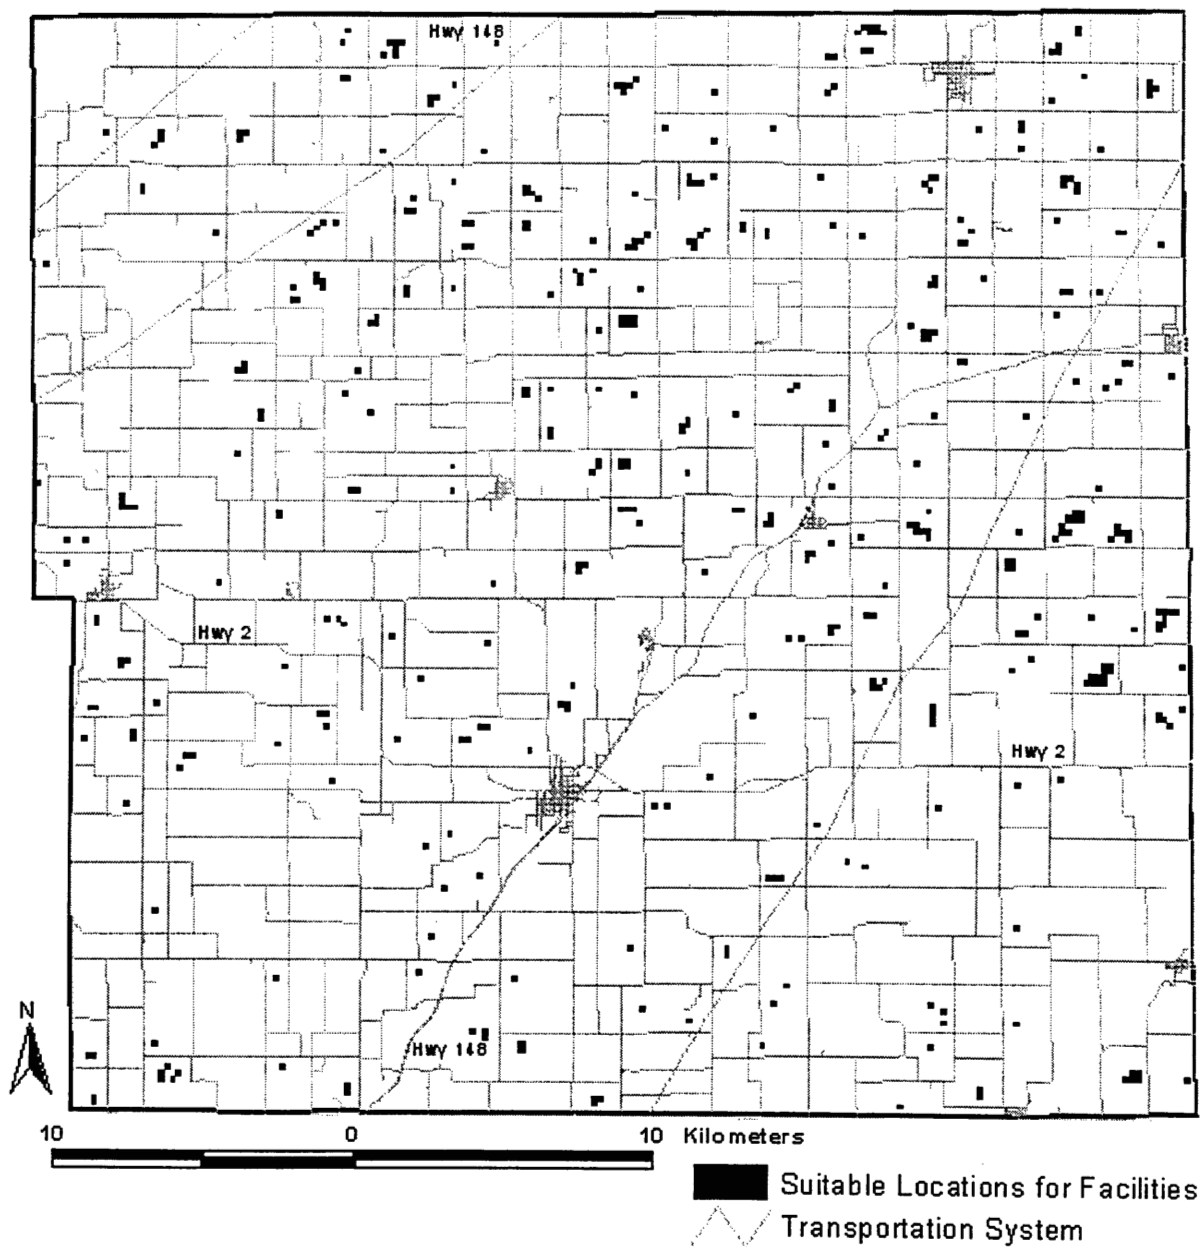 Hwy 148
Hwy 2
Hwy 2
N
Hwy 148
10 0 10 Kilometers
Suitable Locations for Facilities
Transportation System